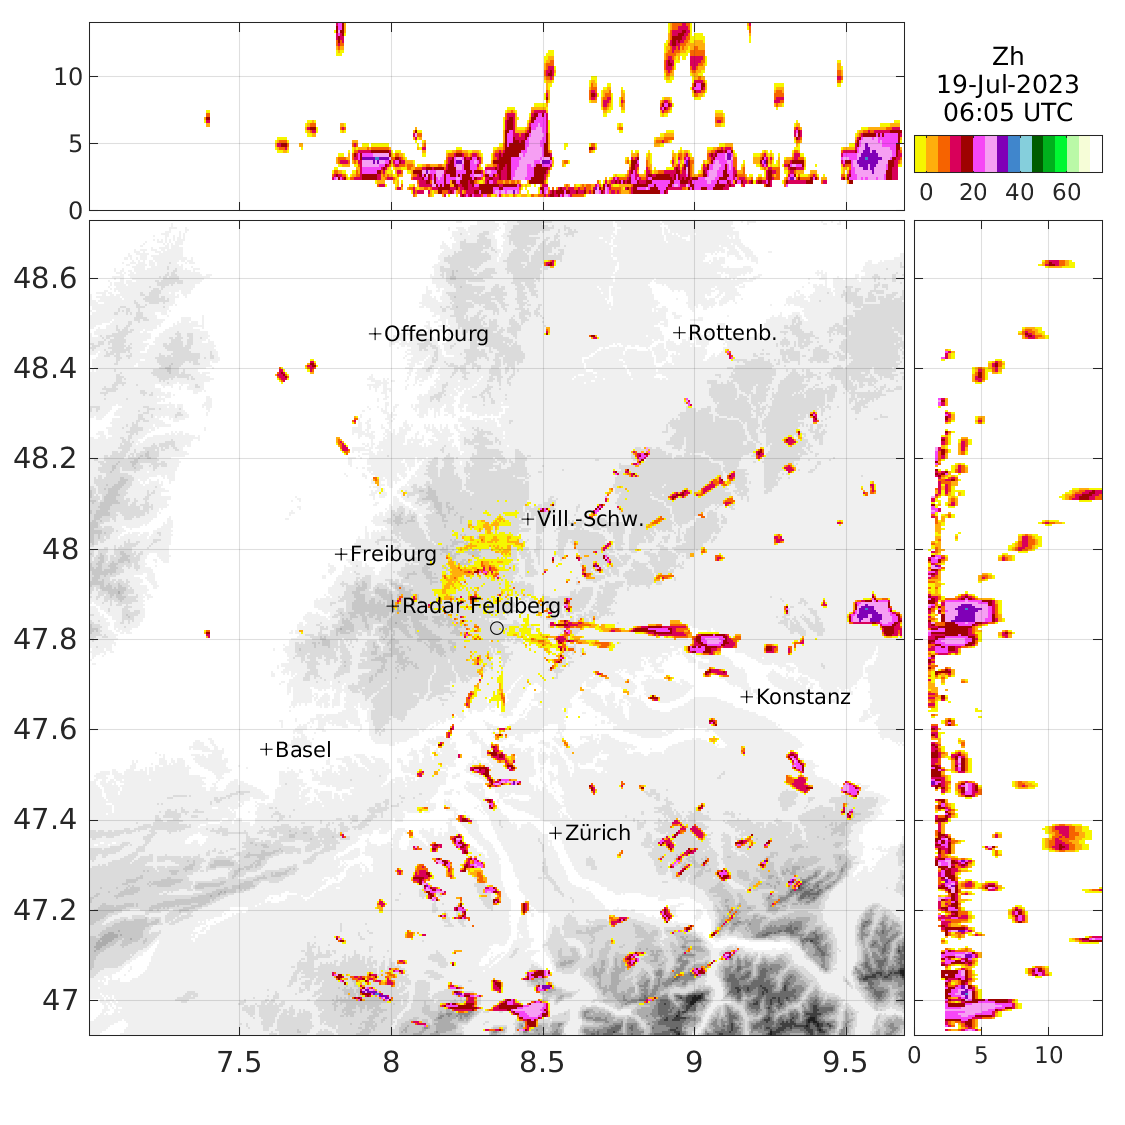 10
5
0
Zh
19-Jul-2023
06:05 UTC
0 20 40 60
48.6
48.4
48.2
48
47.8
47.6
47.4
47.2
47
+Offenburg
+Rottenb.
+Vill.-Schw.
+Freiburg
+Radar Feldberg
+Konstanz
+Basel
+Zürich
7.5 8 8.5 9 9.5
0 5 10